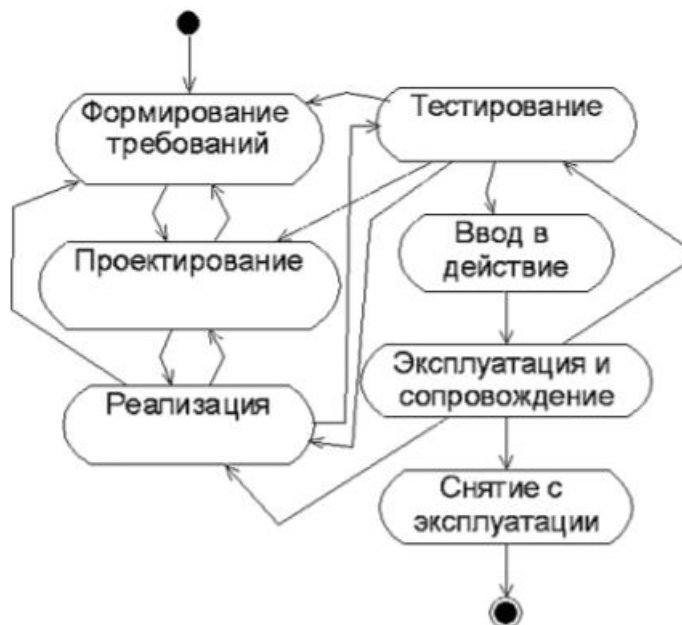 Формирование
требований
Тестирование
Проектирование
Ввод в
действие
Реализация
Эксплуатация и
сопровождение
Снятие с
эксплуатации